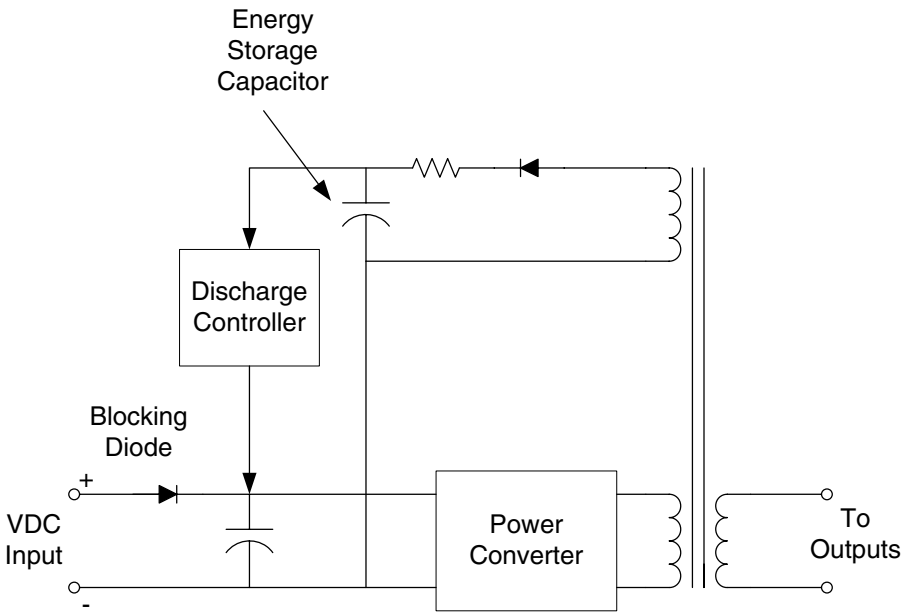 Energy
Storage
Capacitor
Discharge
Controller
Blocking
Diode
+
VDC
Input
-
Power
Converter
To
Outputs